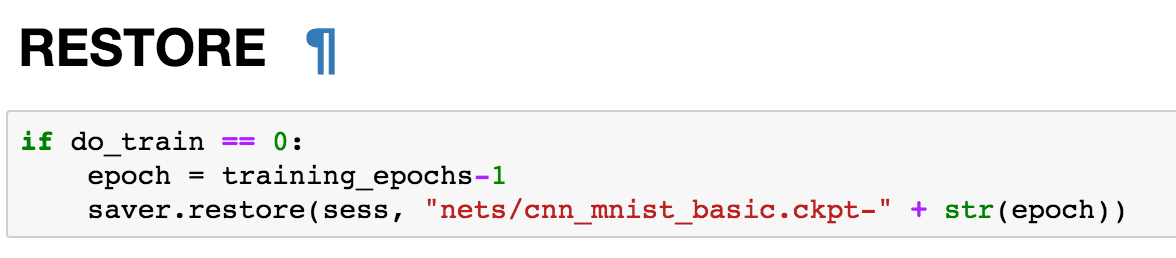 RESTORE ¶
if do_train == 0:
    epoch = training_epochs-1
    saver.restore(sess, "nets/cnn_mnist_basic.ckpt-" + str(epoch))